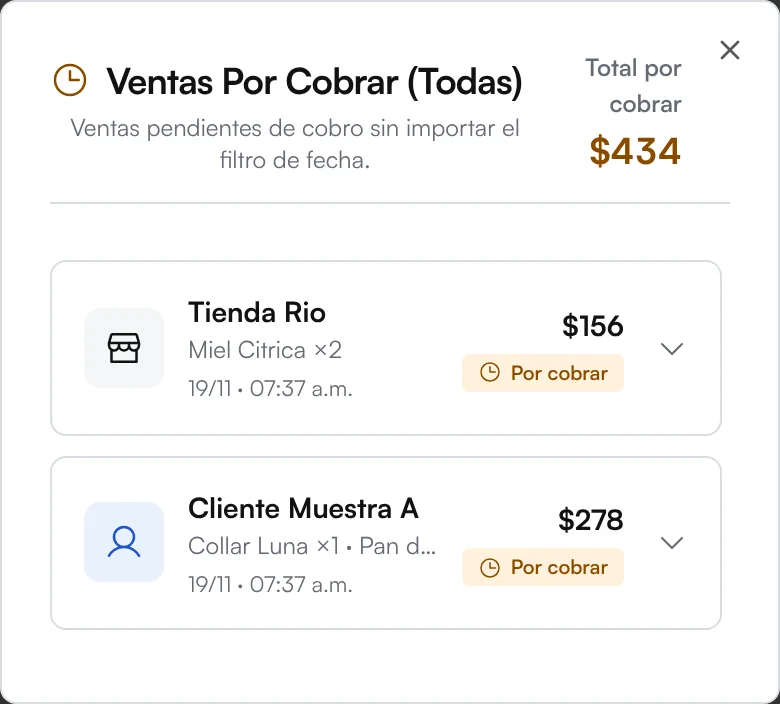 Ventas Por Cobrar (Todas)
Ventas pendientes de cobro sin importar el
filtro de fecha.
Total por
cobrar
$434
Tienda Rio
Miel Citrica ×2
19/11 • 07:37 a.m.
$156
Por cobrar
Cliente Muestra A
Collar Luna ×1 • Pan d...
19/11 • 07:37 a.m.
$278
Por cobrar